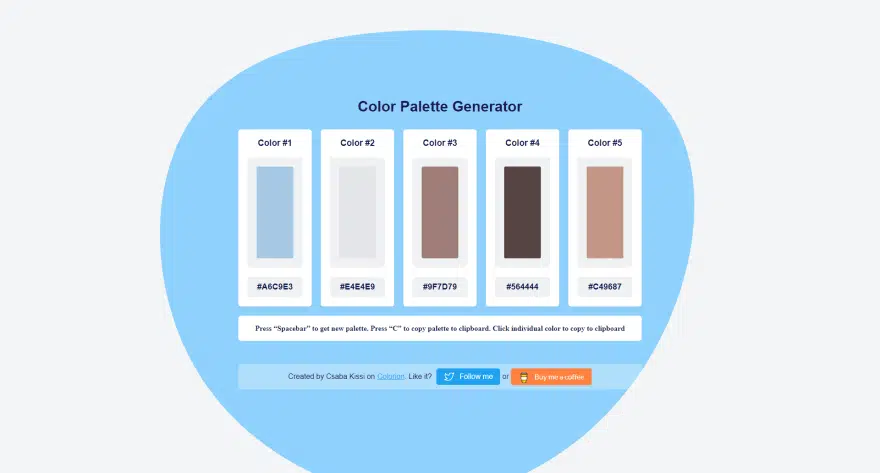 Color Palette Generator
Color #1 Color #2 Color #3 Color #4 Color #5
#A6C9E3 #E4E4E9 #9F7D79 #564444 #C49687
Press “Spacebar” to get new palette. Press “C” to copy palette to clipboard. Click individual color to copy to clipboard
Created by Csaba Kissi on Colorion. Like it? Follow me or Buy me a coffee